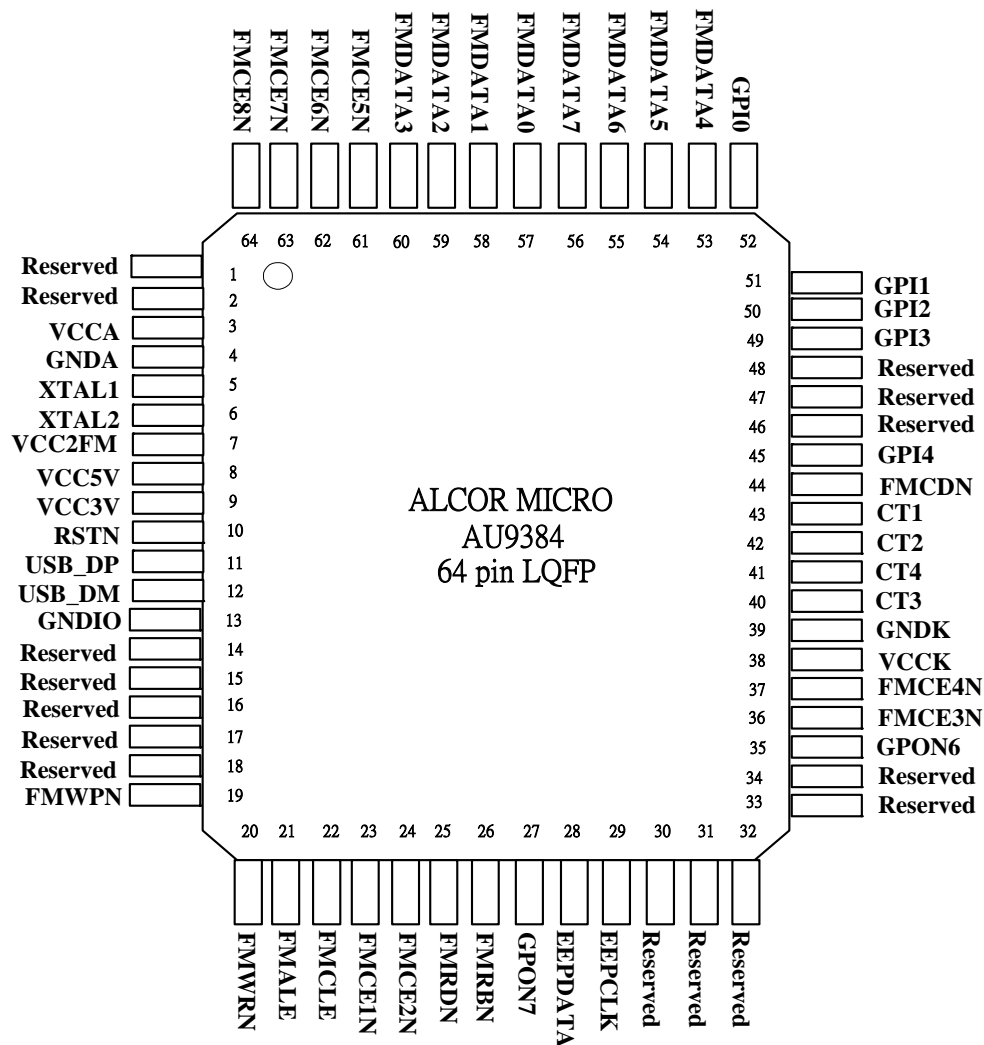 FMCE8N
FMCE7N
FMCE6N
FMCE5N
FMDATA3
FMDATA2
FMDATA1
FMDATA0
FMDATA7
FMDATA6
FMDATA5
FMDATA4
GPI0
64 63 62 61 60 59 58 57 56 55 54 53 52
Reserved 1
Reserved 2
VCCA 3
GNDA 4
XTAL1 5
XTAL2 6
VCC2FM 7
VCC5V 8
VCC3V 9
RSTN 10
USB_DP 11
USB_DM 12
GNDIO 13
Reserved 14
Reserved 15
Reserved 16
Reserved 17
Reserved 18
FMWPN 19
ALCOR MICRO
AU9384
64 pin LQFP
51 GPI1
50 GPI2
49 GPI3
48 Reserved
47 Reserved
46 Reserved
45 GPI4
44 FMCDN
43 CT1
42 CT2
41 CT4
40 CT3
39 GNDK
38 VCCK
37 FMCE4N
36 FMCE3N
35 GPON6
34 Reserved
33 Reserved
20 21 22 23 24 25 26 27 28 29 30 31 32
FMWRN
FMALE
FMCLE
FMCE1N
FMCE2N
FMRDN
FMRBN
GPON7
EEPDATA
EEPCLK
Reserved
Reserved
Reserved